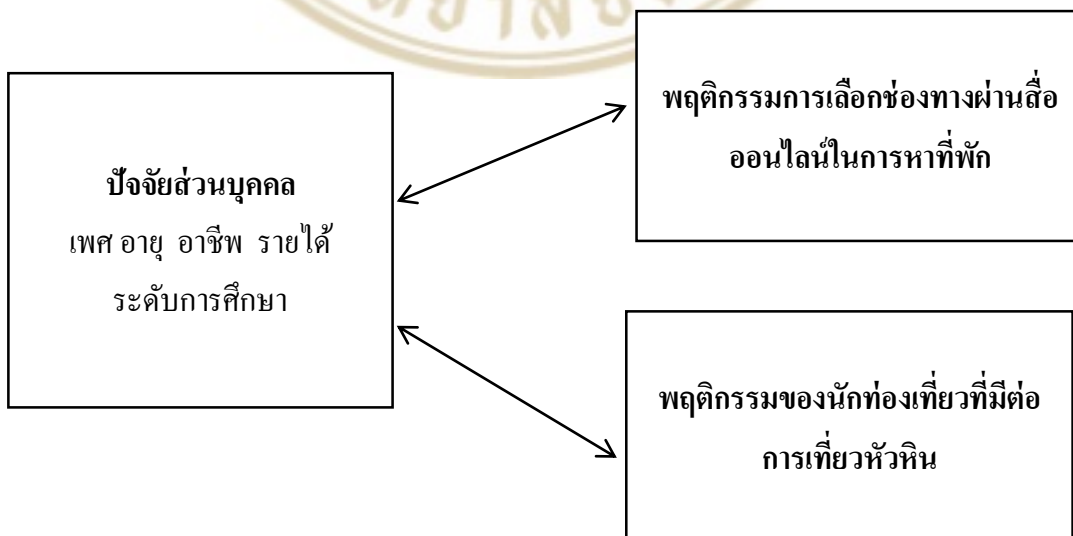 ปัจจัยส่วนบุคคล
เพศ อายุ อาชีพ รายได้
ระดับการศึกษา
พฤติกรรมการเลือกช่องทางผ่านสื่อ
ออนไลน์ในการหาที่พัก
พฤติกรรมของนักท่องเที่ยวที่มีต่อ
การเที่ยวหัวหิน